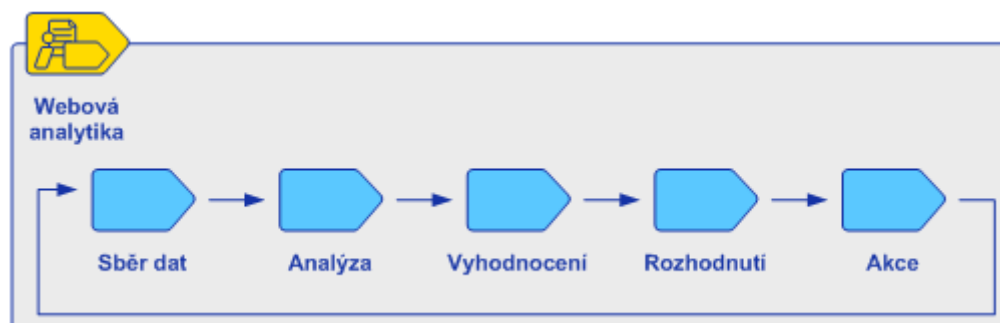 Webová
analytika
Sběr dat
Analýza
Vyhodnocení
Rozhodnutí
Akce